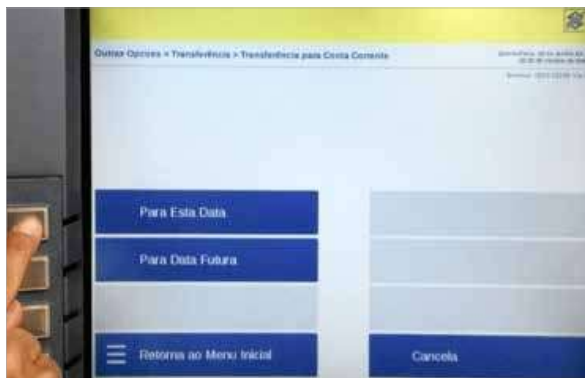 Outras Opções > Transferência > Transferência para Conta Corrente
Para Esta Data
Para Data Futura
Retorna ao Menu Inicial
Cancela